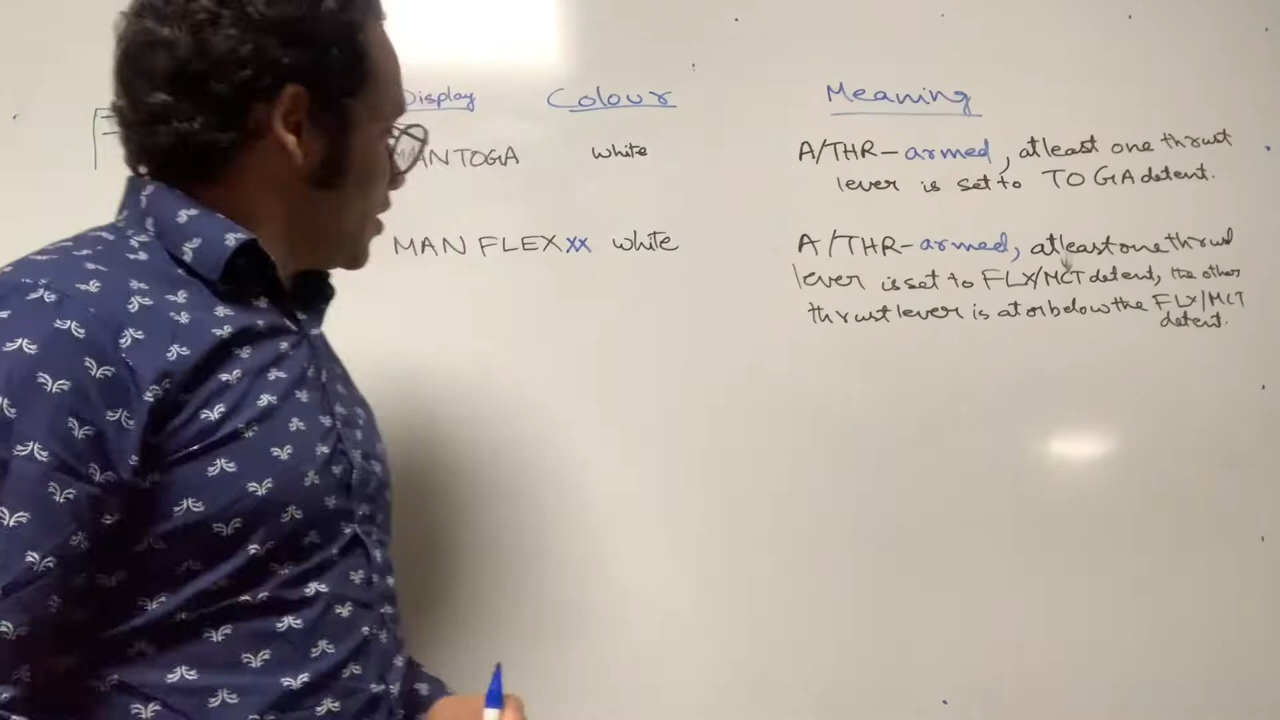 Display Colour Meaning
MANTOGA white A/THR-armed, atleast one thrust
lever is set to TOGA detent.
MAN FLEXXX white A/THR-armed, atleast one thrust
lever is set to FLX/MCT detent, the other
thrust lever is at or below the FLX/MCT
detent.